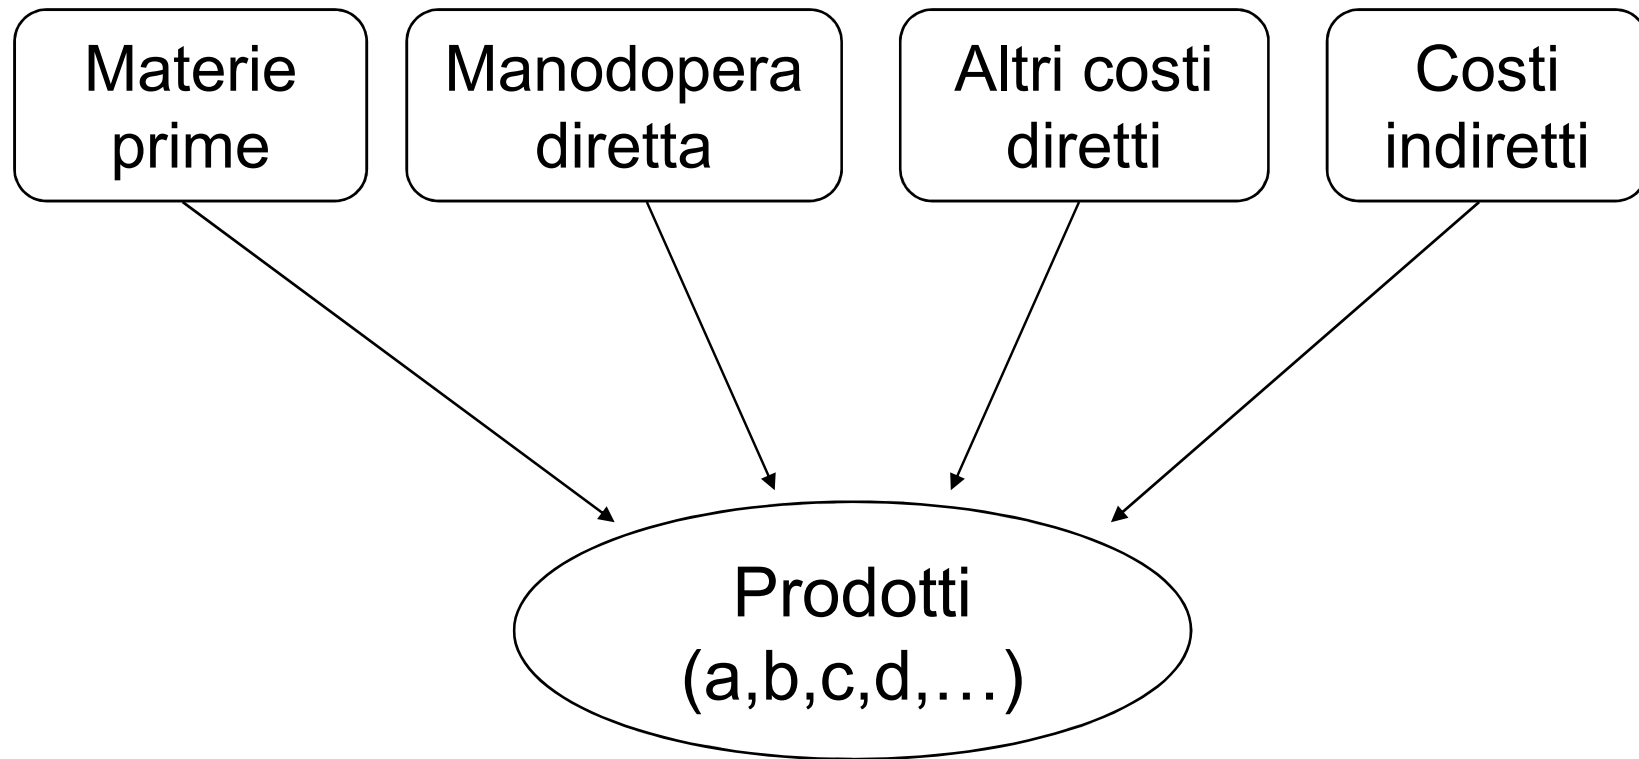 Materie
prime
Manodopera
diretta
Altri costi
diretti
Costi
indiretti
Prodotti
(a,b,c,d,…)